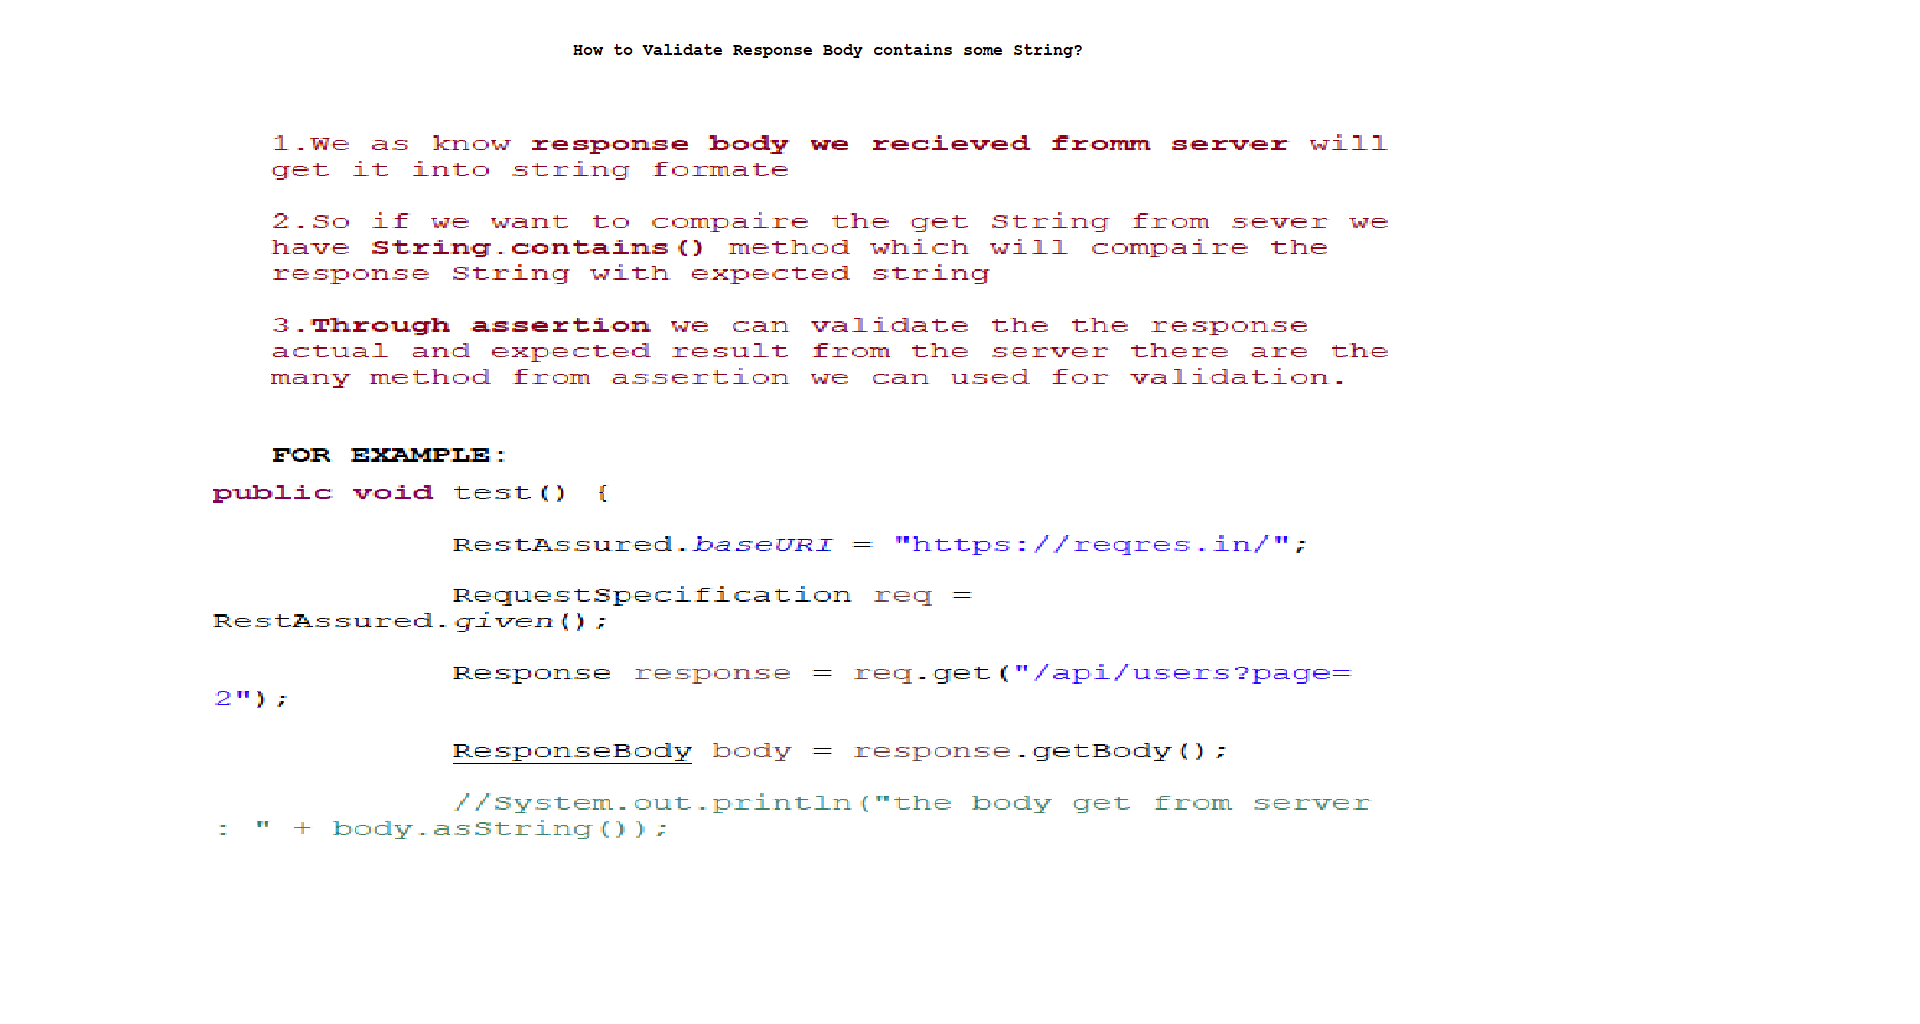 How to Validate Response Body contains some String?
1.We as know response body we recieved fromm server will
get it into string formate
2.So if we want to compaire the get String from sever we
have String.contains() method which will compaire the
response String with expected string
3.Through assertion we can validate the the response
actual and expected result from the server there are the
many method from assertion we can used for validation.
FOR EXAMPLE:
public void test() {
RestAssured.baseURI = "https://reqres.in/";
RequestSpecification req =
RestAssured.given();
Response response = req.get("/api/users?page=
2");
ResponseBody body = response.getBody();
//System.out.println("the body get from server
: " + body.asString());